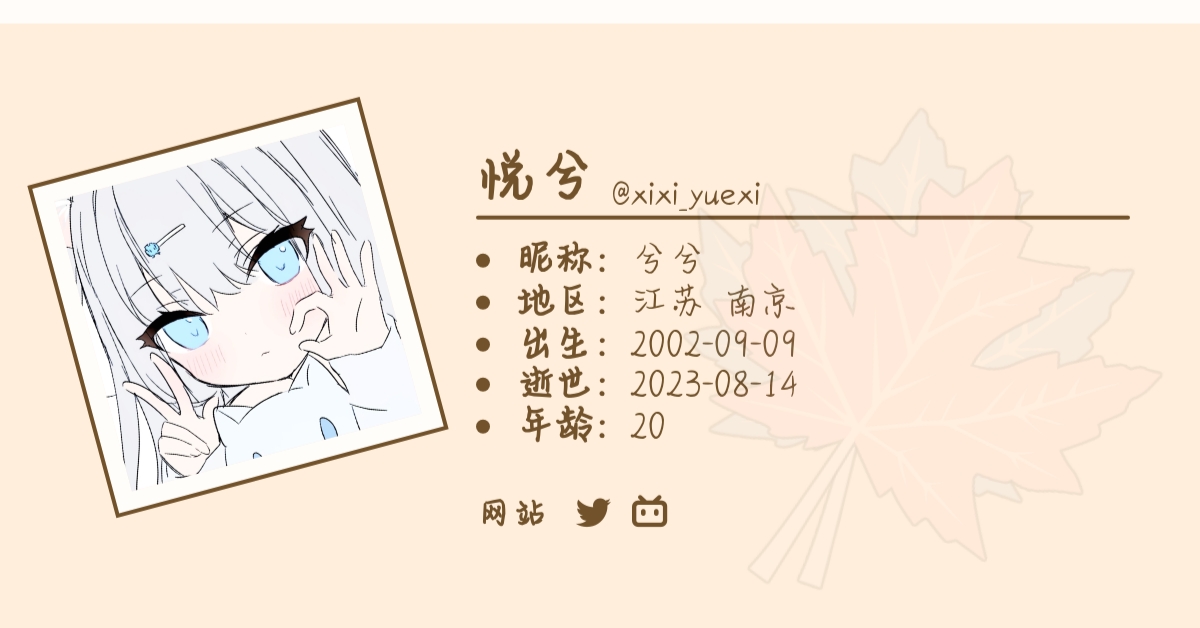 悦兮 @xixi_yuexi
昵称： 兮兮
地区： 江苏 南京
出生： 2002-09-09
逝世： 2023-08-14
年龄： 20
网站